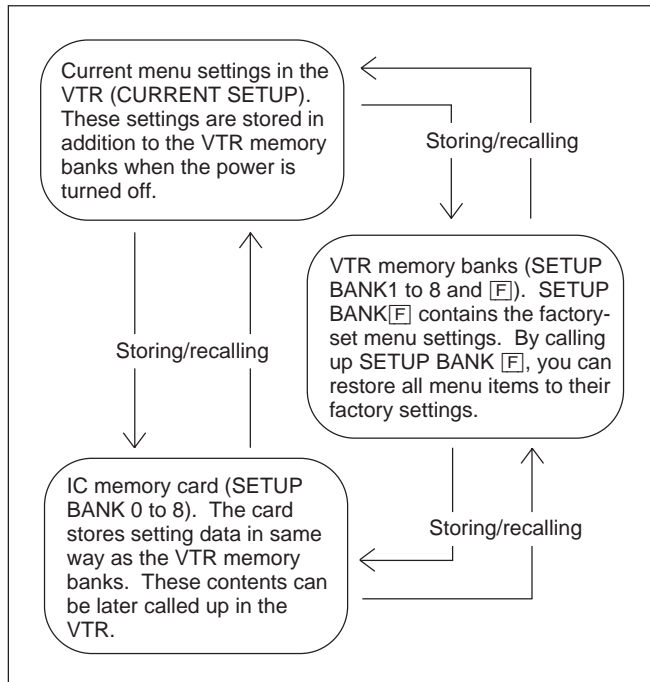 Current menu settings in the
VTR (CURRENT SETUP).
These settings are stored in
addition to the VTR memory
banks when the power is
turned off.
Storing/recalling
VTR memory banks (SETUP
BANK1 to 8 and F). SETUP
BANK F contains the factory-
set menu settings. By calling
up SETUP BANK F, you can
restore all menu items to their
factory settings.
Storing/recalling
IC memory card (SETUP
BANK 0 to 8). The card
stores setting data in same
way as the VTR memory
banks. These contents can
be later called up in the
VTR.
Storing/recalling